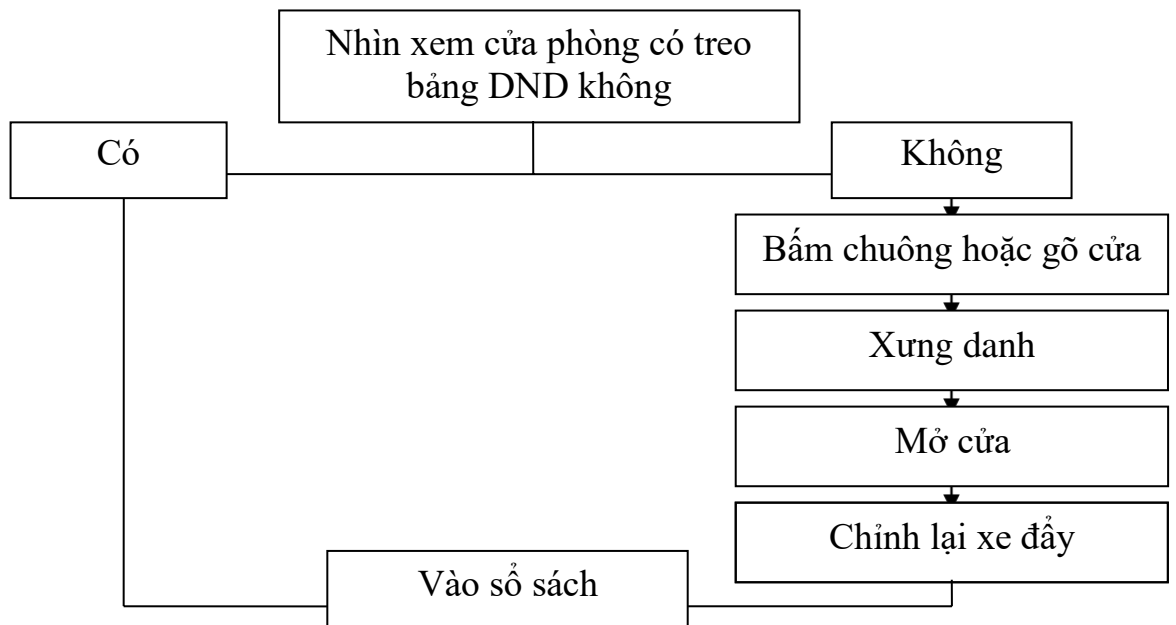 Nhìn xem cửa phòng có treo
bảng DND không
Có
Không
Bấm chuông hoặc gõ cửa
Xưng danh
Mở cửa
Chỉnh lại xe đẩy
Vào sổ sách